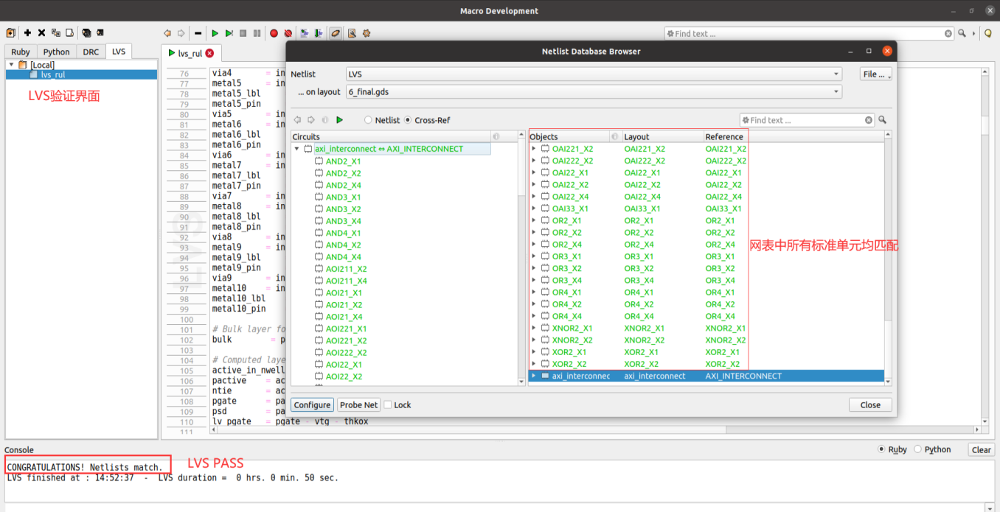 Macro Development
Find text ...
Ruby Python DRC LVS
[Local]
lvs_rul
LVS验证界面
lvs_rul
76 via4 = in
77 metal5 = in
78 metal5_lbl
79 metal5_pin
80 via5 = in
81 metal6 = in
82 metal6_lbl
83 metal6_pin
84 via6 = in
85 metal7 = in
86 metal7_lbl
87 metal7_pin
88 via7 = in
89 metal8 = in
90 metal8_lbl
91 metal8_pin
92 via8 = in
93 metal9 = in
94 metal9_lbl
95 metal9_pin
96 via9 = in
97 metal10 = in
98 metal10_lbl
99 metal10_pin
100
101 # Bulk layer fo
102 bulk = p
103
104 # Computed laye
105 active_in_nwell
106 pactive = ac
107 ntie = ac
108 pgate = pa
109 psd = pa
110 lv_pgate = pgate - vtg - thkox
111
Netlist Database Browser
Netlist LVS File ...
... on layout 6_final.gds
Netlist Cross-Ref Find text ...
Circuits
axi_interconnect ⇔ AXI_INTERCONNECT
AND2_X1
AND2_X2
AND2_X4
AND3_X1
AND3_X2
AND3_X4
AND4_X1
AND4_X2
AND4_X4
AOI211_X2
AOI211_X4
AOI21_X1
AOI21_X2
AOI21_X4
AOI221_X1
AOI221_X2
AOI222_X2
AOI22_X1
AOI22_X2
Objects Layout Reference
OAI221_X2 OAI221_X2 OAI221_X2
OAI222_X2 OAI222_X2 OAI222_X2
OAI22_X1 OAI22_X1 OAI22_X1
OAI22_X2 OAI22_X2 OAI22_X2
OAI22_X4 OAI22_X4 OAI22_X4
OAI33_X1 OAI33_X1 OAI33_X1
OR2_X1 OR2_X1 OR2_X1
OR2_X2 OR2_X2 OR2_X2
OR2_X4 OR2_X4 OR2_X4
OR3_X1 OR3_X1 OR3_X1
OR3_X2 OR3_X2 OR3_X2
OR3_X4 OR3_X4 OR3_X4
OR4_X1 OR4_X1 OR4_X1
OR4_X2 OR4_X2 OR4_X2
OR4_X4 OR4_X4 OR4_X4
XNOR2_X1 XNOR2_X1 XNOR2_X1
XNOR2_X2 XNOR2_X2 XNOR2_X2
XOR2_X1 XOR2_X1 XOR2_X1
XOR2_X2 XOR2_X2 XOR2_X2
axi_interconnec axi_interconnect AXI_INTERCONNECT
网表中所有标准单元均匹配
Configure Probe Net Lock Close
Console Ruby Python Clear
CONGRATULATIONS! Netlists match.
LVS PASS
LVS finished at : 14:52:37 - LVS duration = 0 hrs. 0 min. 50 sec.